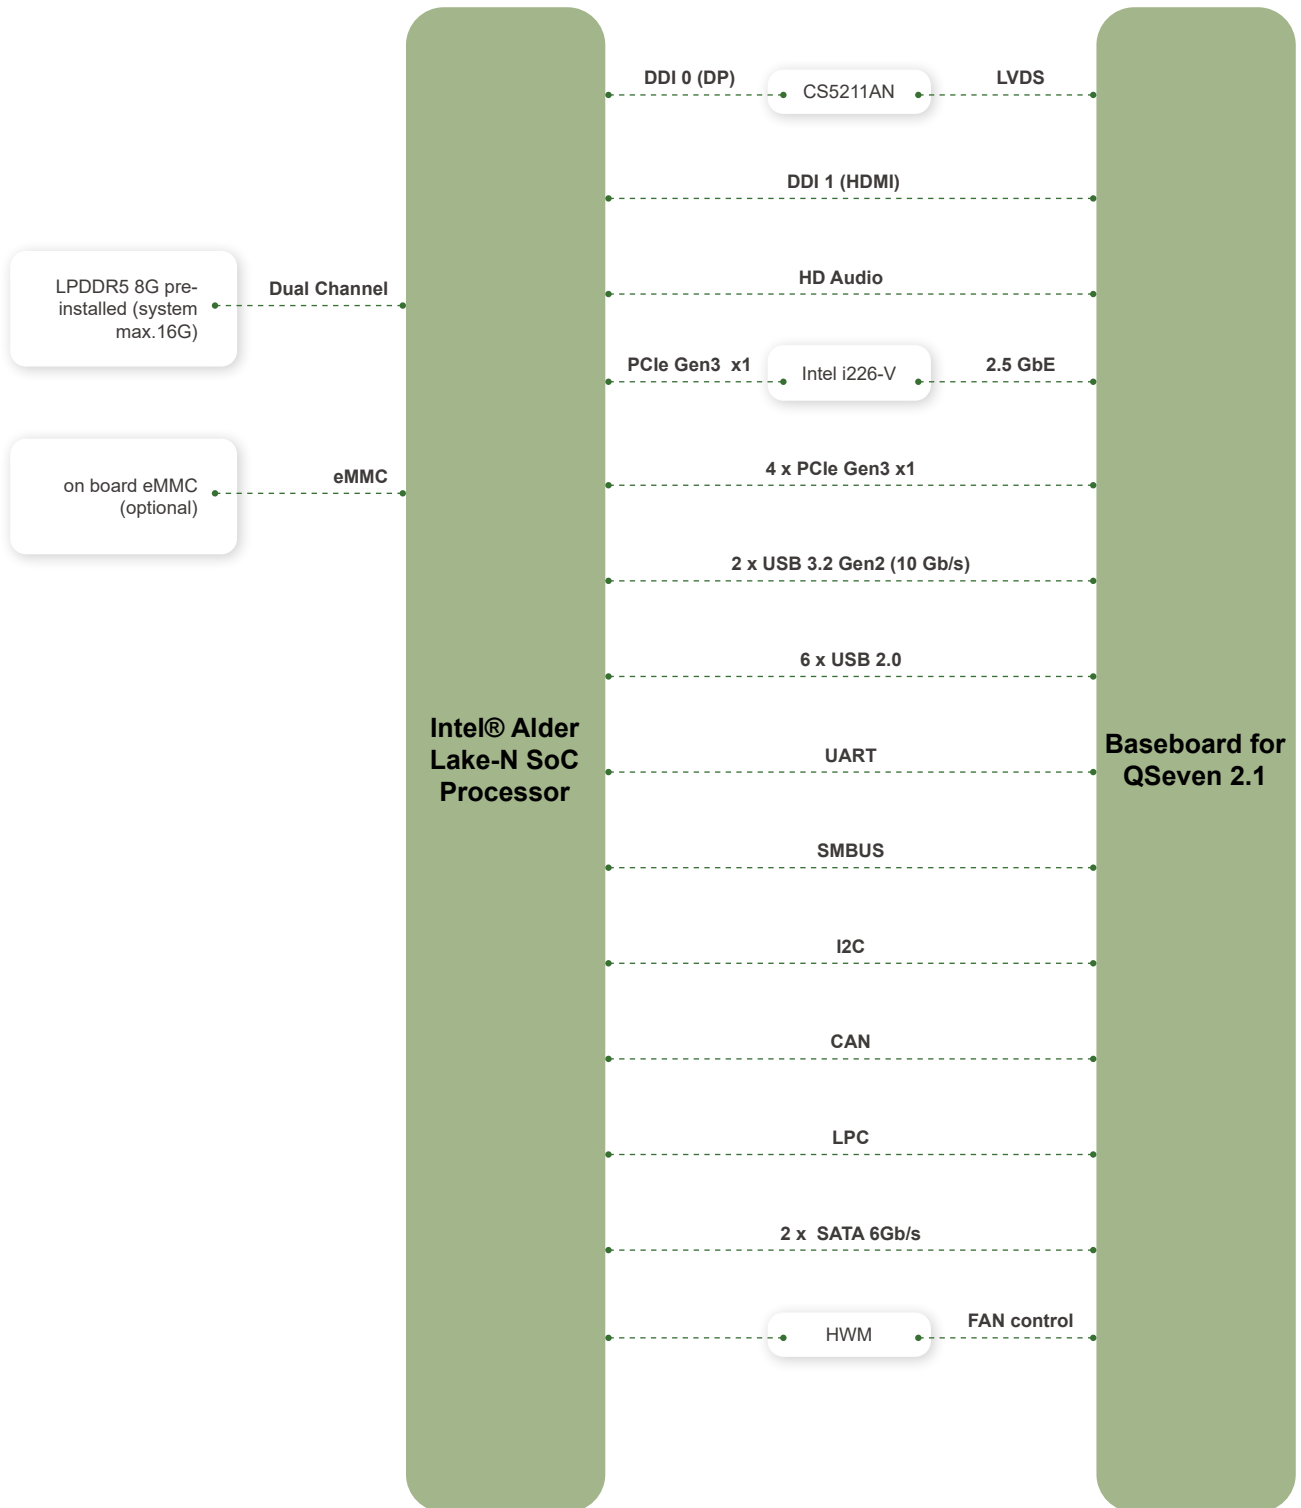 DDI 0 (DP)
CS5211AN
LVDS
DDI 1 (HDMI)
LPDDR5 8G pre-
installed (system
max.16G)
Dual Channel
HD Audio
PCIe Gen3  x1
Intel i226-V
2.5 GbE
on board eMMC
(optional)
eMMC
4 x PCIe Gen3 x1
2 x USB 3.2 Gen2 (10 Gb/s)
6 x USB 2.0
Intel® Alder
Lake-N SoC
Processor
UART
Baseboard for
QSeven 2.1
SMBUS
I2C
CAN
LPC
2 x  SATA 6Gb/s
HWM
FAN control